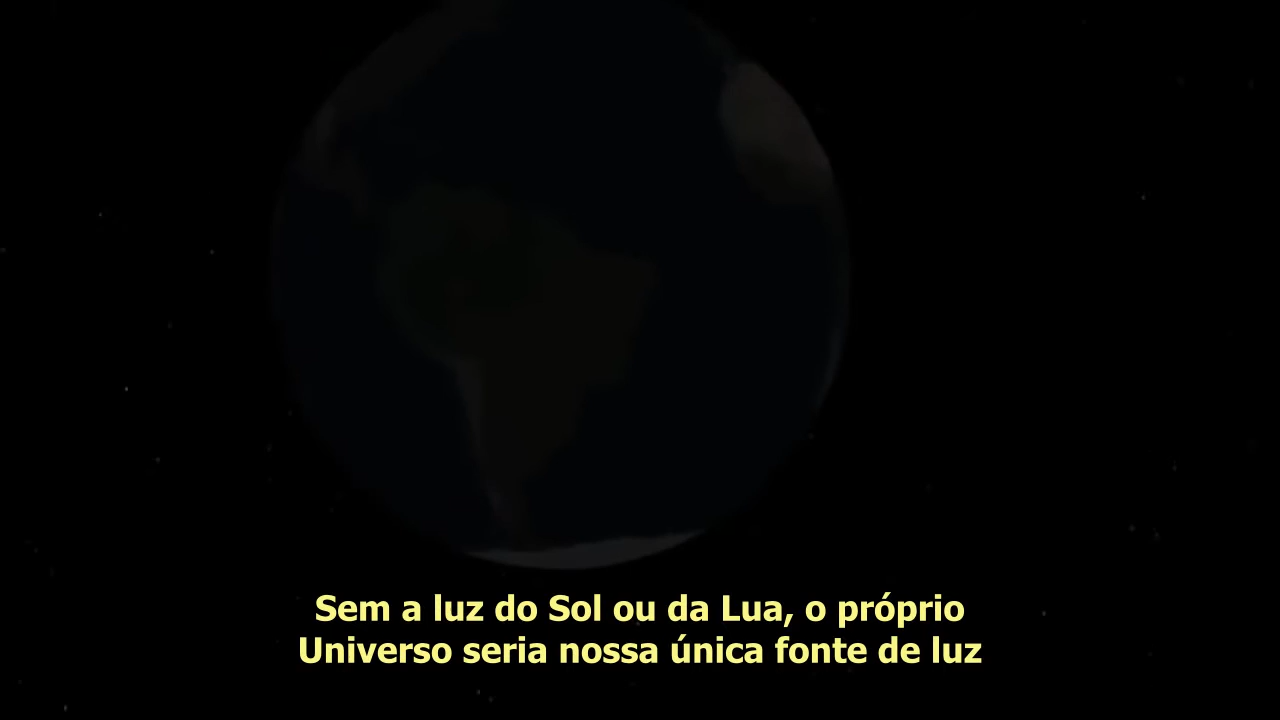 Sem a luz do Sol ou da Lua, o próprio
Universo seria nossa única fonte de luz